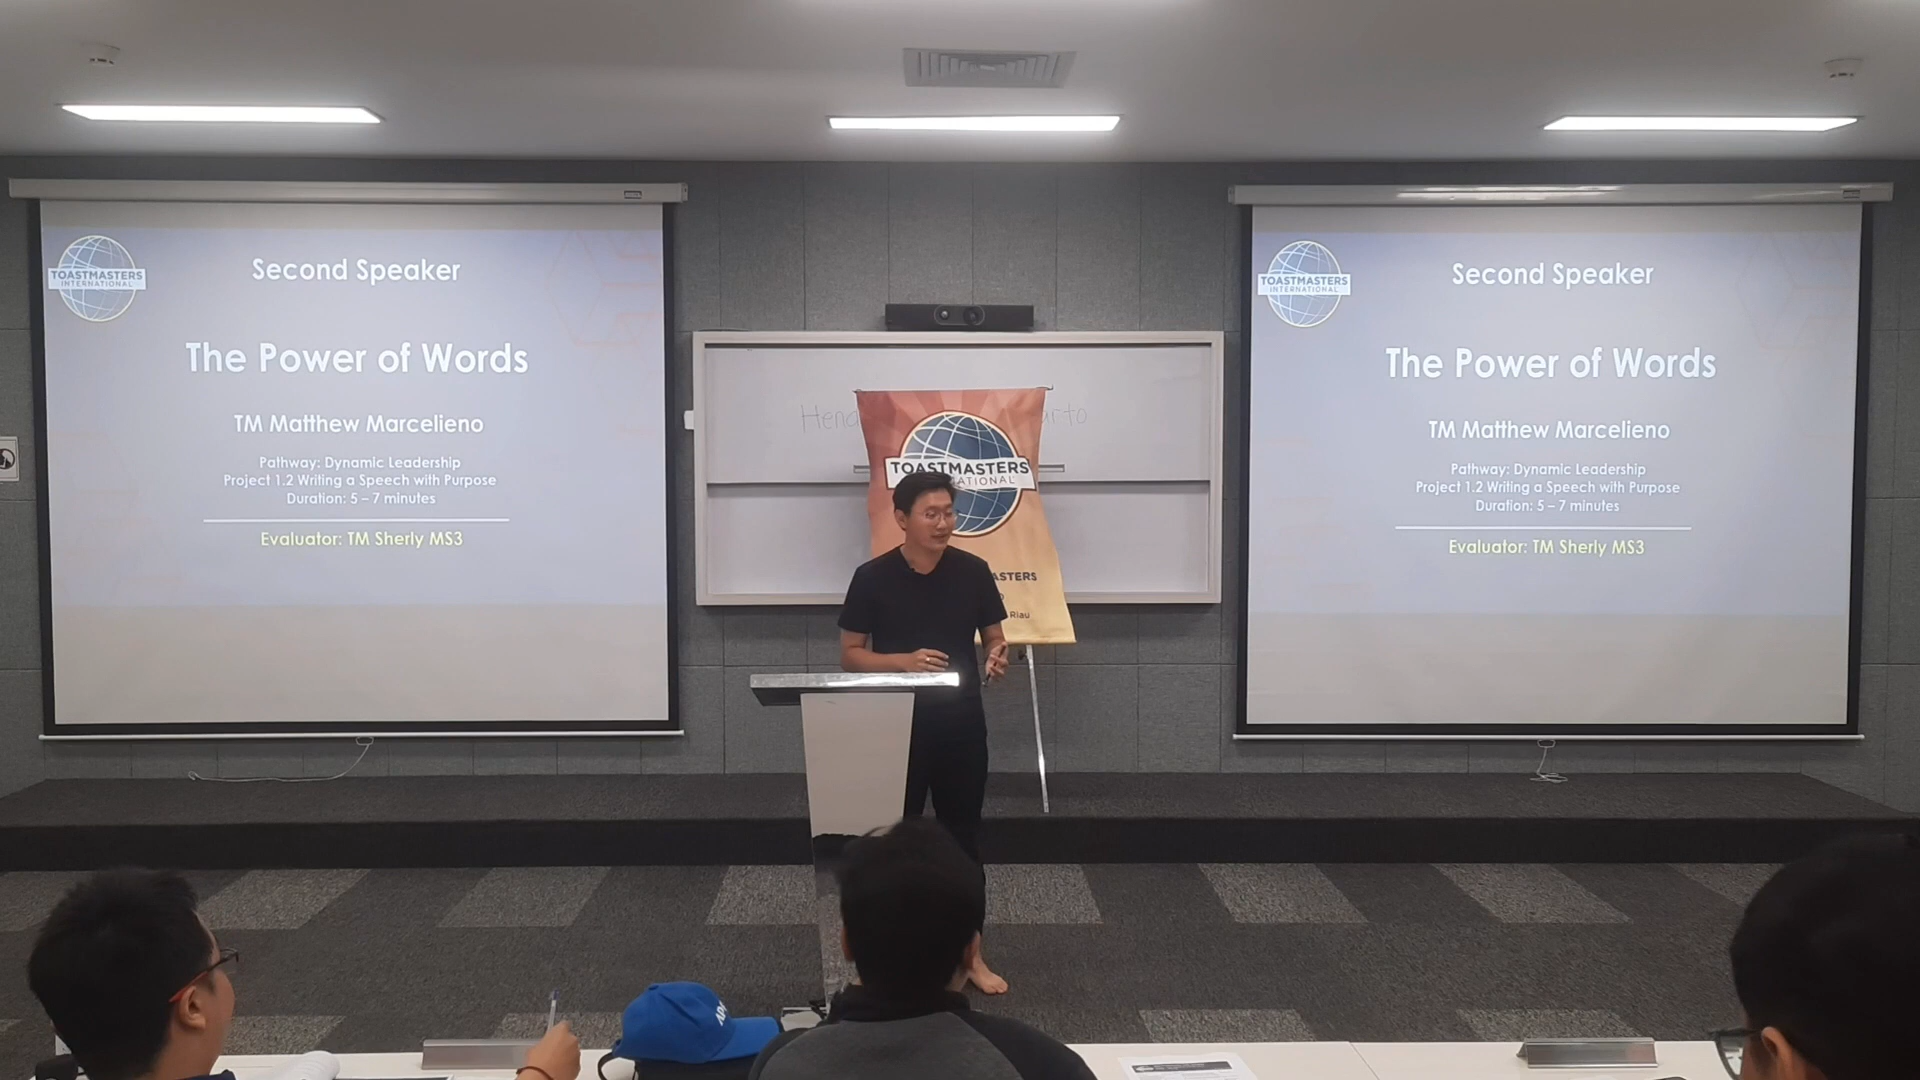 TOASTMASTERS
INTERNATIONAL
Second Speaker
The Power of Words
TM Matthew Marcelieno
Pathway: Dynamic Leadership
Project 1.2 Writing a Speech with Purpose
Duration: 5 – 7 minutes
Evaluator: TM Sherly MS3
TOASTMASTERS
Riau
TOASTMASTERS
INTERNATIONAL
Second Speaker
The Power of Words
TM Matthew Marcelieno
Pathway: Dynamic Leadership
Project 1.2 Writing a Speech with Purpose
Duration: 5 – 7 minutes
Evaluator: TM Sherly MS3